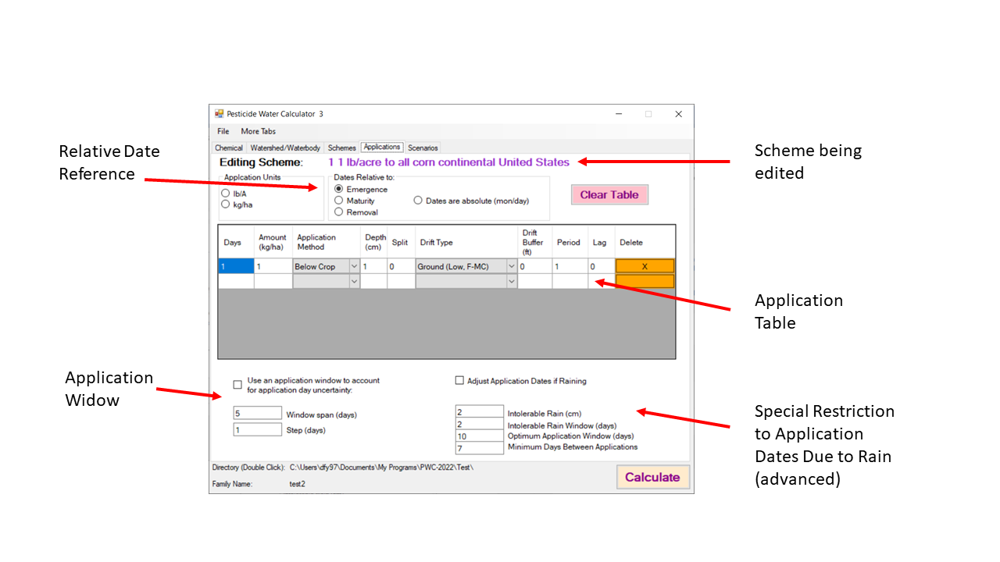 Pesticide Water Calculator 3
File More Tabs
Chemical Watershed/Waterbody Schemes Applications Scenarios
Editing Scheme: 1 1 lb/acre to all corn continental United States
Relative Date
Reference
Scheme being
edited
Applcation Units
lb/A
kg/ha
Dates Relative to:
Emergence
Maturity
Removal
Dates are absolute (mon/day)
Clear Table
Days Amount (kg/ha) Application Method Depth (cm) Split Drift Type Drift Buffer (ft) Period Lag Delete
1 1 Below Crop 1 0 Ground (Low, F-MC) 0 1 0 X
Application
Table
Application
Widow
Use an application window to account
for application day uncertainty:
5 Window span (days)
1 Step (days)
Adjust Application Dates if Raining
2 Intolerable Rain (cm)
2 Intolerable Rain Window (days)
10 Optimum Application Window (days)
7 Minimum Days Between Applications
Special Restriction
to Application
Dates Due to Rain
(advanced)
Directory (Double Click): C:\Users\dfy97\Documents\My Programs\PWC-2022\Test\
Family Name: test2
Calculate